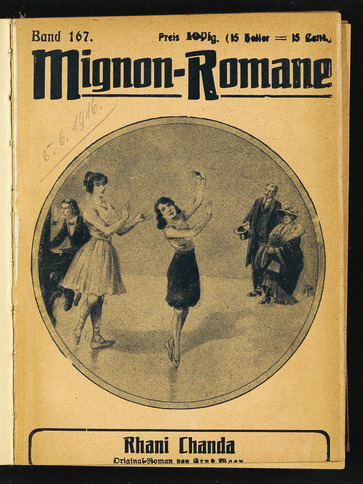 Band 167.
Preis 10 Pfg. (15 Heller = 15 Cent.
Mignon-Romane
5. 6. 1916.
Rhani Chanda
Original-Roman von